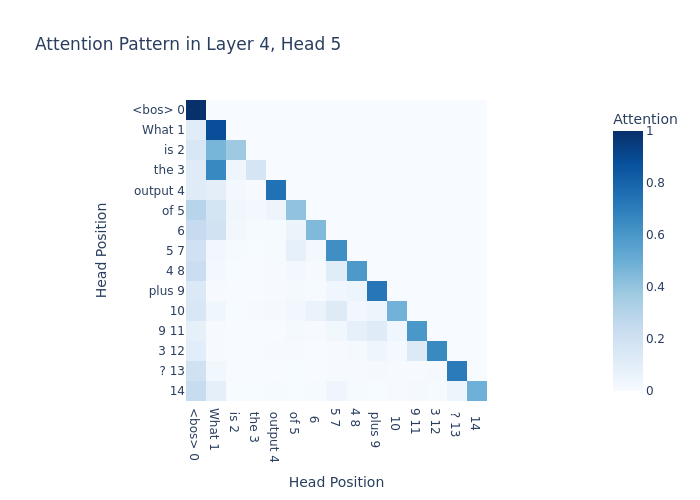 Attention Pattern in Layer 4, Head 5
Attention
<bos> 0
What 1
is 2
the 3
output 4
of 5
6
5 7
4 8
plus 9
10
9 11
3 12
? 13
14
Head Position
1
0.8
0.6
0.4
0.2
0
<bos> 0
What 1
is 2
the 3
output 4
of 5
6
5 7
4 8
plus 9
10
9 11
3 12
? 13
14
Head Position